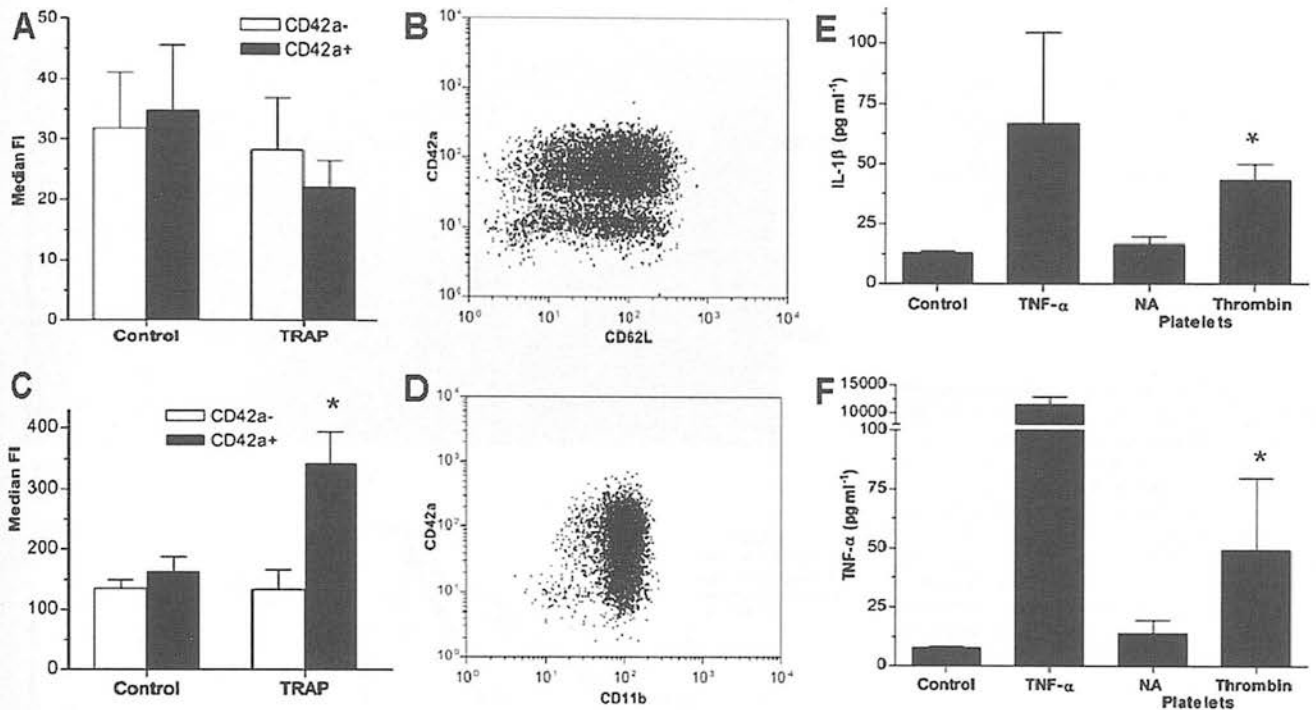 A
50
40
30
20
10
0
Median FI
CD42a-
CD42a+
Control
TRAP
B
10⁴
10³
10²
10¹
10⁰
CD42a
10⁰
10¹
10²
10³
10⁴
CD62L
E
100
75
50
25
0
IL-1β (pg ml⁻¹)
*
Control
TNF-α
NA
Thrombin
Platelets
C
400
300
200
100
0
Median FI
CD42a-
CD42a+
*
Control
TRAP
D
10⁴
10³
10²
10¹
10⁰
CD42a
10⁰
10¹
10²
10³
10⁴
CD11b
F
15000
10000
100
75
50
25
0
TNF-α (pg ml⁻¹)
*
Control
TNF-α
NA
Thrombin
Platelets